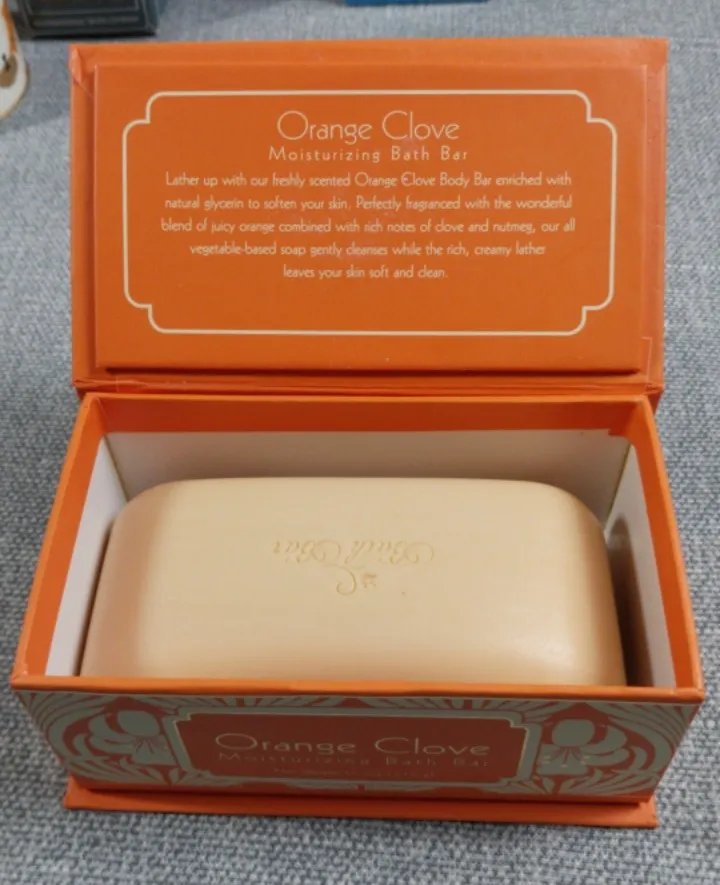 Orange Clove
Moisturizing Bath Bar
Lather up with our freshly scented Orange Clove Body Bar enriched with
natural glycerin to soften your skin. Perfectly fragranced with the wonderful
blend of juicy orange combined with rich notes of clove and nutmeg, our all
vegetable-based soap gently cleanses while the rich, creamy lather
leaves your skin soft and clean.
Bath Bar
Orange Clove
Moisturizing Bath Bar